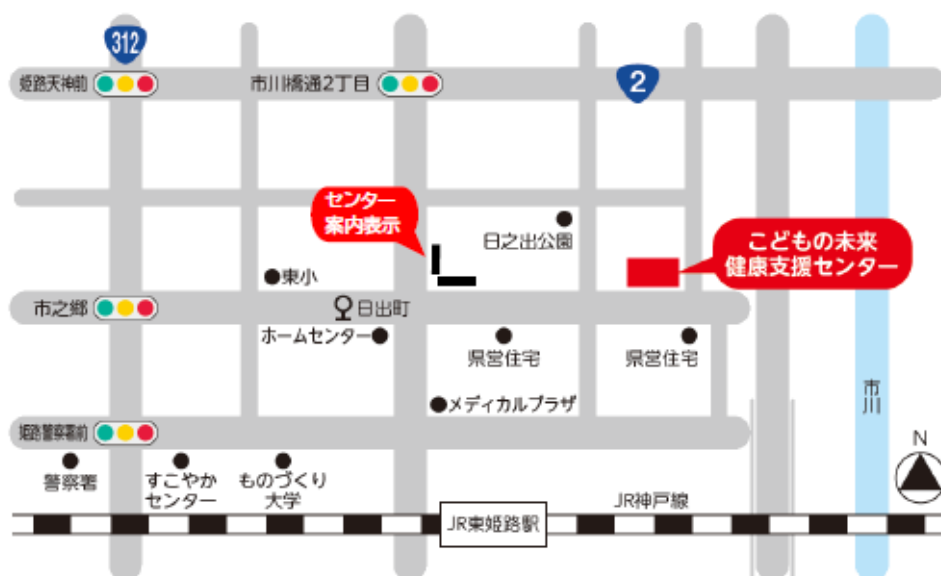 312
姫路天神前
市川橋通2丁目
2
センター
案内表示
日之出公園
こどもの未来
健康支援センター
東小
市之郷
日出町
ホームセンター
県営住宅
県営住宅
市川
メディカルプラザ
姫路警察署前
N
警察署
すこやか
センター
ものづくり
大学
JR神戸線
JR東姫路駅